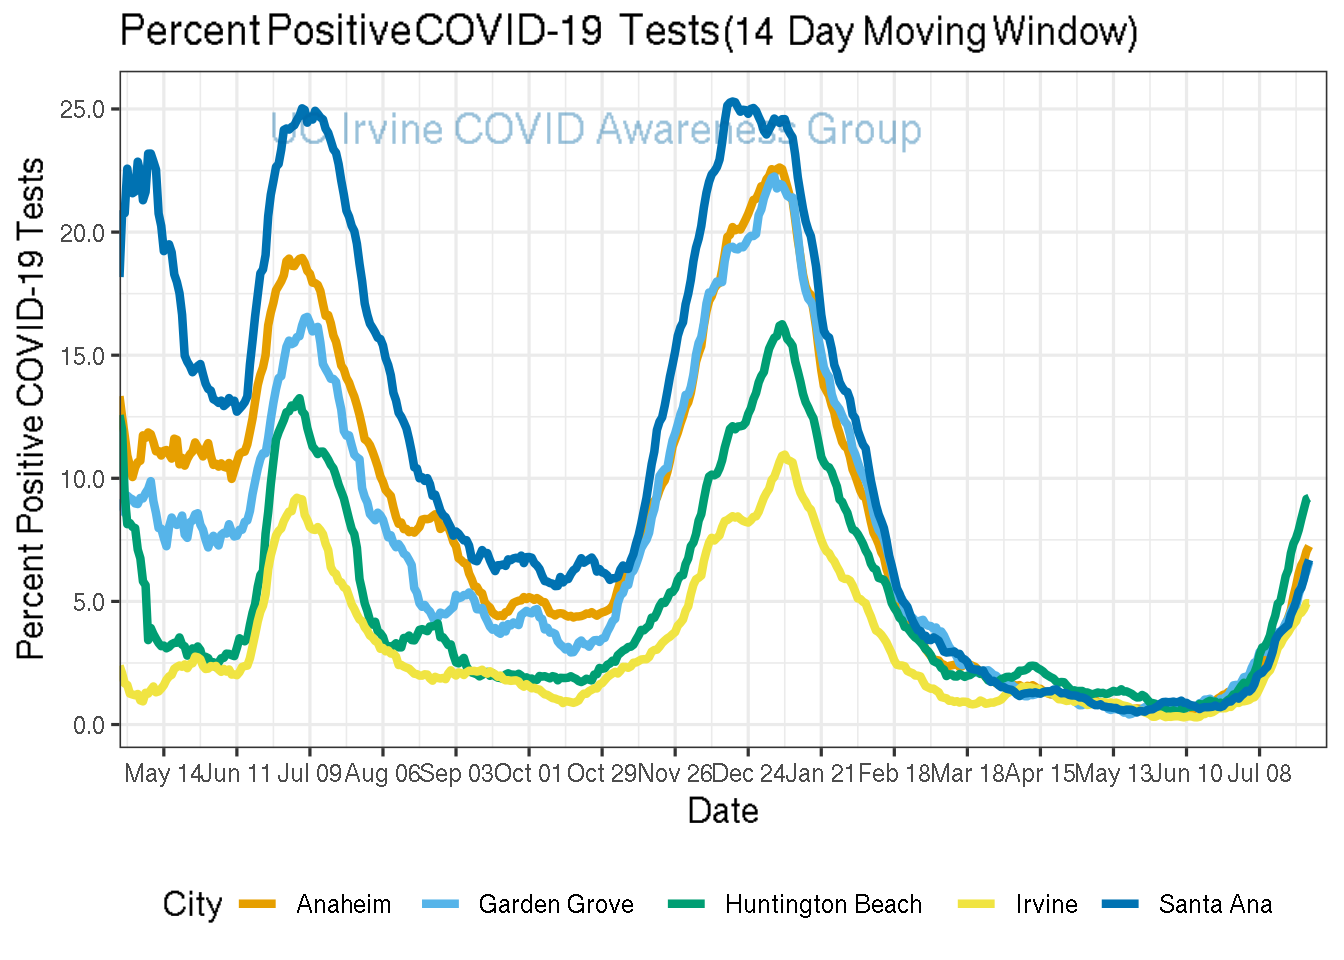 Percent Positive COVID-19 Tests (14 Day Moving Window)
UC Irvine COVID Awareness Group
Percent Positive COVID-19 Tests
25.0
20.0
15.0
10.0
5.0
0.0
May 14 Jun 11 Jul 09 Aug 06 Sep 03 Oct 01 Oct 29 Nov 26 Dec 24 Jan 21 Feb 18 Mar 18 Apr 15 May 13 Jun 10 Jul 08
Date
City Anaheim Garden Grove Huntington Beach Irvine Santa Ana